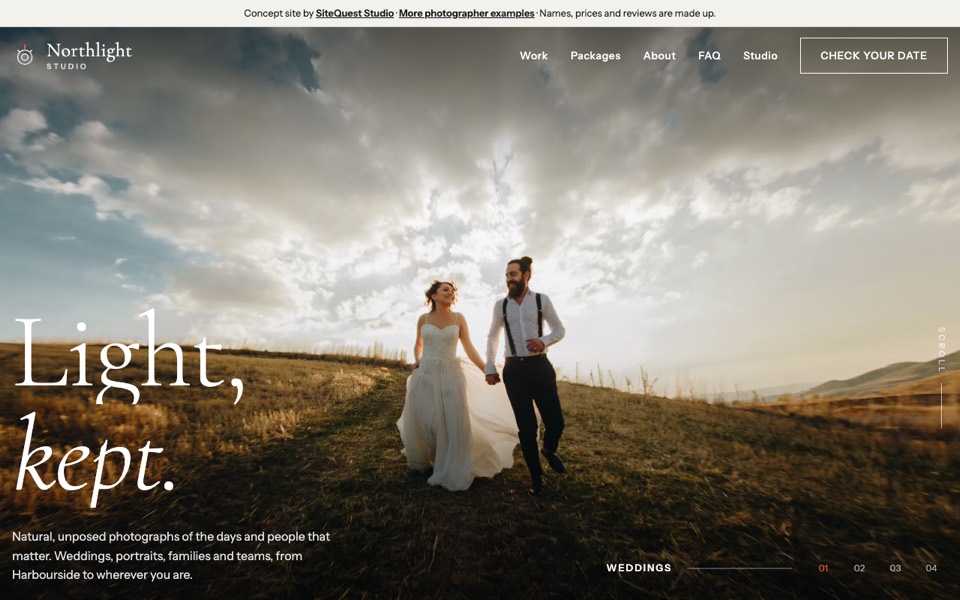 Concept site by SiteQuest Studio · More photographer examples · Names, prices and reviews are made up.
Northlight
STUDIO
Work Packages About FAQ Studio CHECK YOUR DATE
SCROLL
Light,
kept.
Natural, unposed photographs of the days and people that
matter. Weddings, portraits, families and teams, from
Harbourside to wherever you are.
WEDDINGS 01 02 03 04